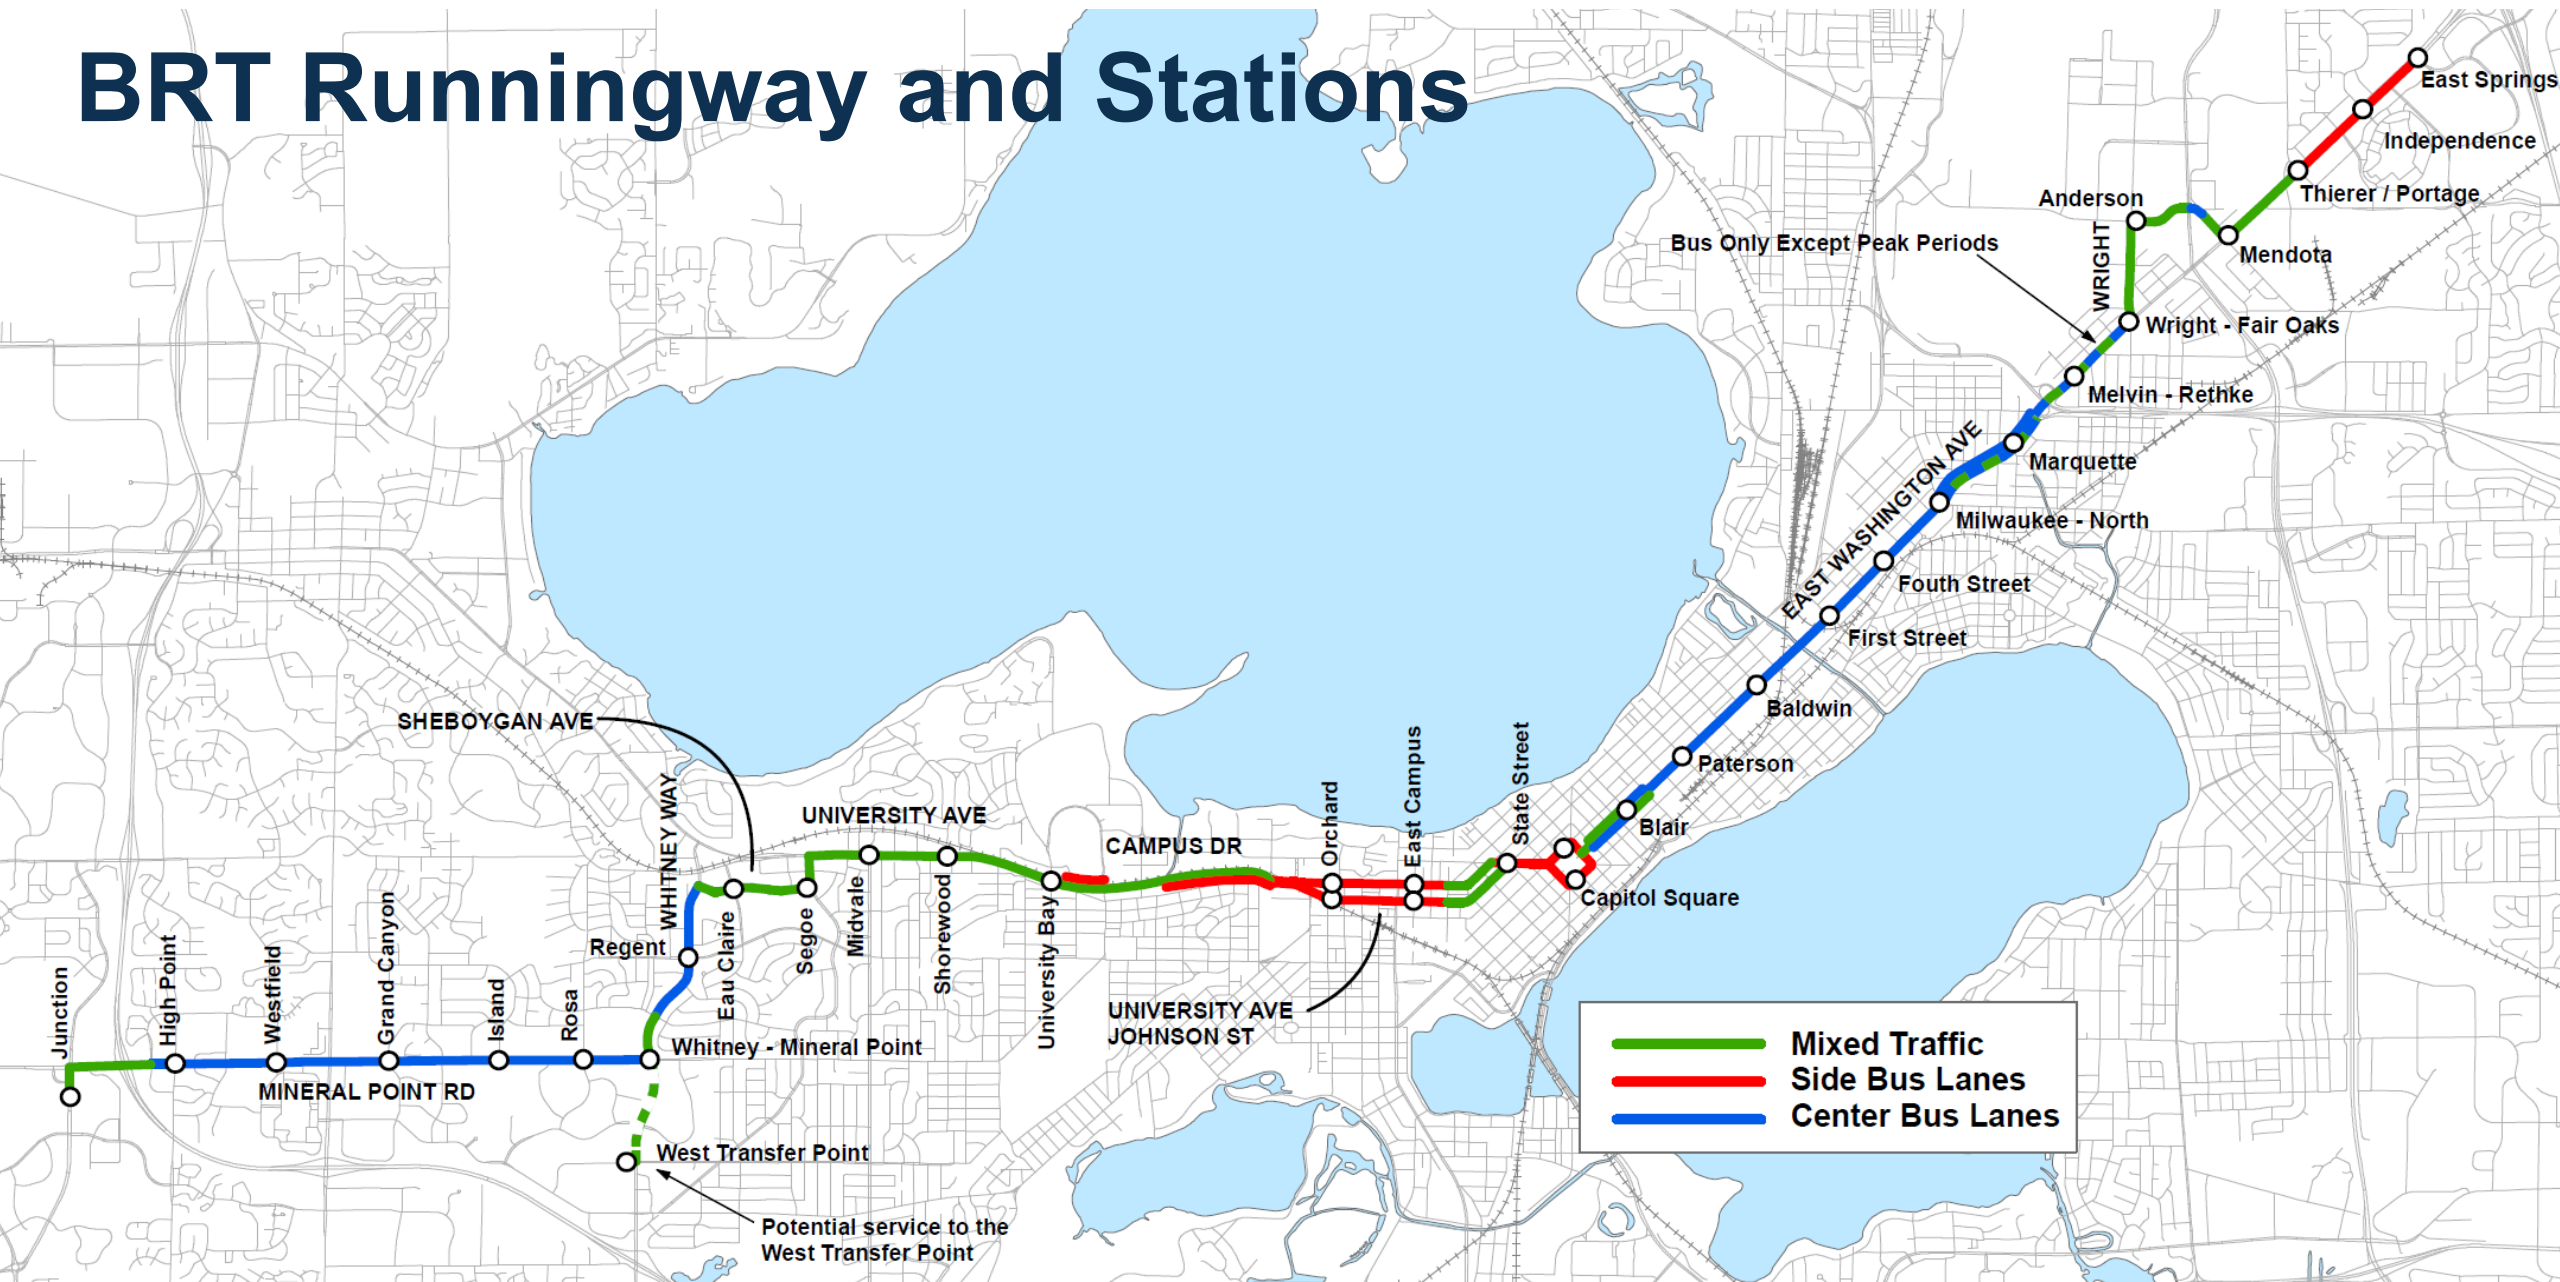 BRT Runningway and Stations
East Springs
Independence
Thierer / Portage
Anderson
Mendota
WRIGHT
Bus Only Except Peak Periods
Wright - Fair Oaks
Melvin - Rethke
Marquette
EAST WASHINGTON AVE
Milwaukee - North
Fouth Street
First Street
Baldwin
Paterson
Blair
State Street
Capitol Square
East Campus
Orchard
CAMPUS DR
UNIVERSITY AVE
SHEBOYGAN AVE
WHITNEY WAY
Midvale
Shorewood
University Bay
Segoe
Eau Claire
Regent
UNIVERSITY AVE
JOHNSON ST
Whitney - Mineral Point
Junction
High Point
Westfield
Grand Canyon
Island
Rosa
MINERAL POINT RD
West Transfer Point
Potential service to the
West Transfer Point
Mixed Traffic
Side Bus Lanes
Center Bus Lanes